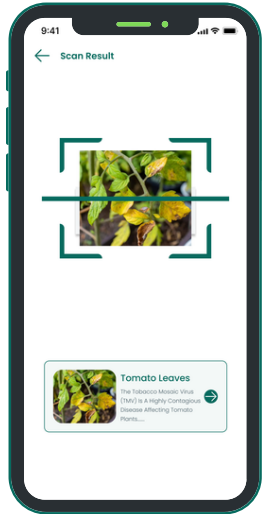 9:41
Scan Result
Tomato Leaves
The Tobacco Mosaic Virus
(TMV) Is A Highly Contagious
Disease Affecting Tomato
Plants.....